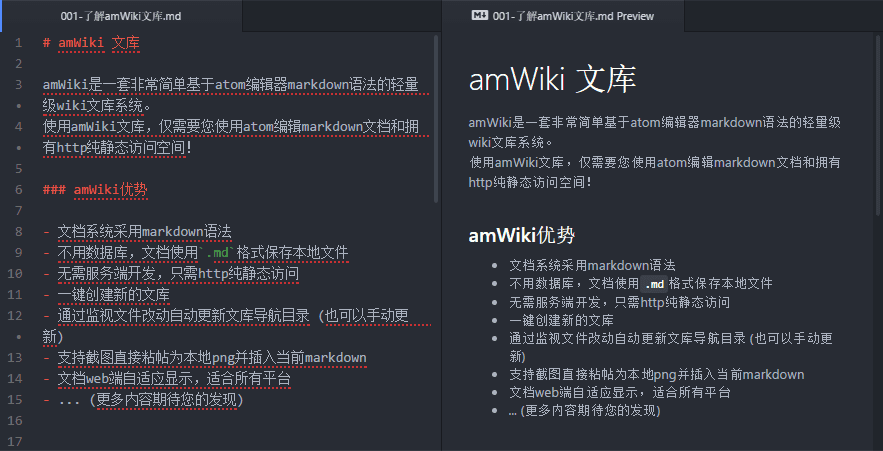 001-了解amWiki文库.md
1 # amWiki 文库
2
3 amWiki是一套非常简单基于atom编辑器markdown语法的轻量
• 级wiki文库系统。
4 使用amWiki文库，仅需要您使用atom编辑markdown文档和拥
• 有http纯静态访问空间！
5
6 ### amWiki优势
7
8 - 文档系统采用markdown语法
9 - 不用数据库，文档使用`.md`格式保存本地文件
10 - 无需服务端开发，只需http纯静态访问
11 - 一键创建新的文库
12 - 通过监视文件改动自动更新文库导航目录 (也可以手动更
• 新)
13 - 支持截图直接粘帖为本地png并插入当前markdown
14 - 文档web端自适应显示，适合所有平台
15 - ... (更多内容期待您的发现)
16
17
001-了解amWiki文库.md Preview
amWiki 文库
amWiki是一套非常简单基于atom编辑器markdown语法的轻量级
wiki文库系统。
使用amWiki文库，仅需要您使用atom编辑markdown文档和拥有
http纯静态访问空间！
amWiki优势
• 文档系统采用markdown语法
• 不用数据库，文档使用 .md 格式保存本地文件
• 无需服务端开发，只需http纯静态访问
• 一键创建新的文库
• 通过监视文件改动自动更新文库导航目录 (也可以手动更
新)
• 支持截图直接粘帖为本地png并插入当前markdown
• 文档web端自适应显示，适合所有平台
• ... (更多内容期待您的发现)